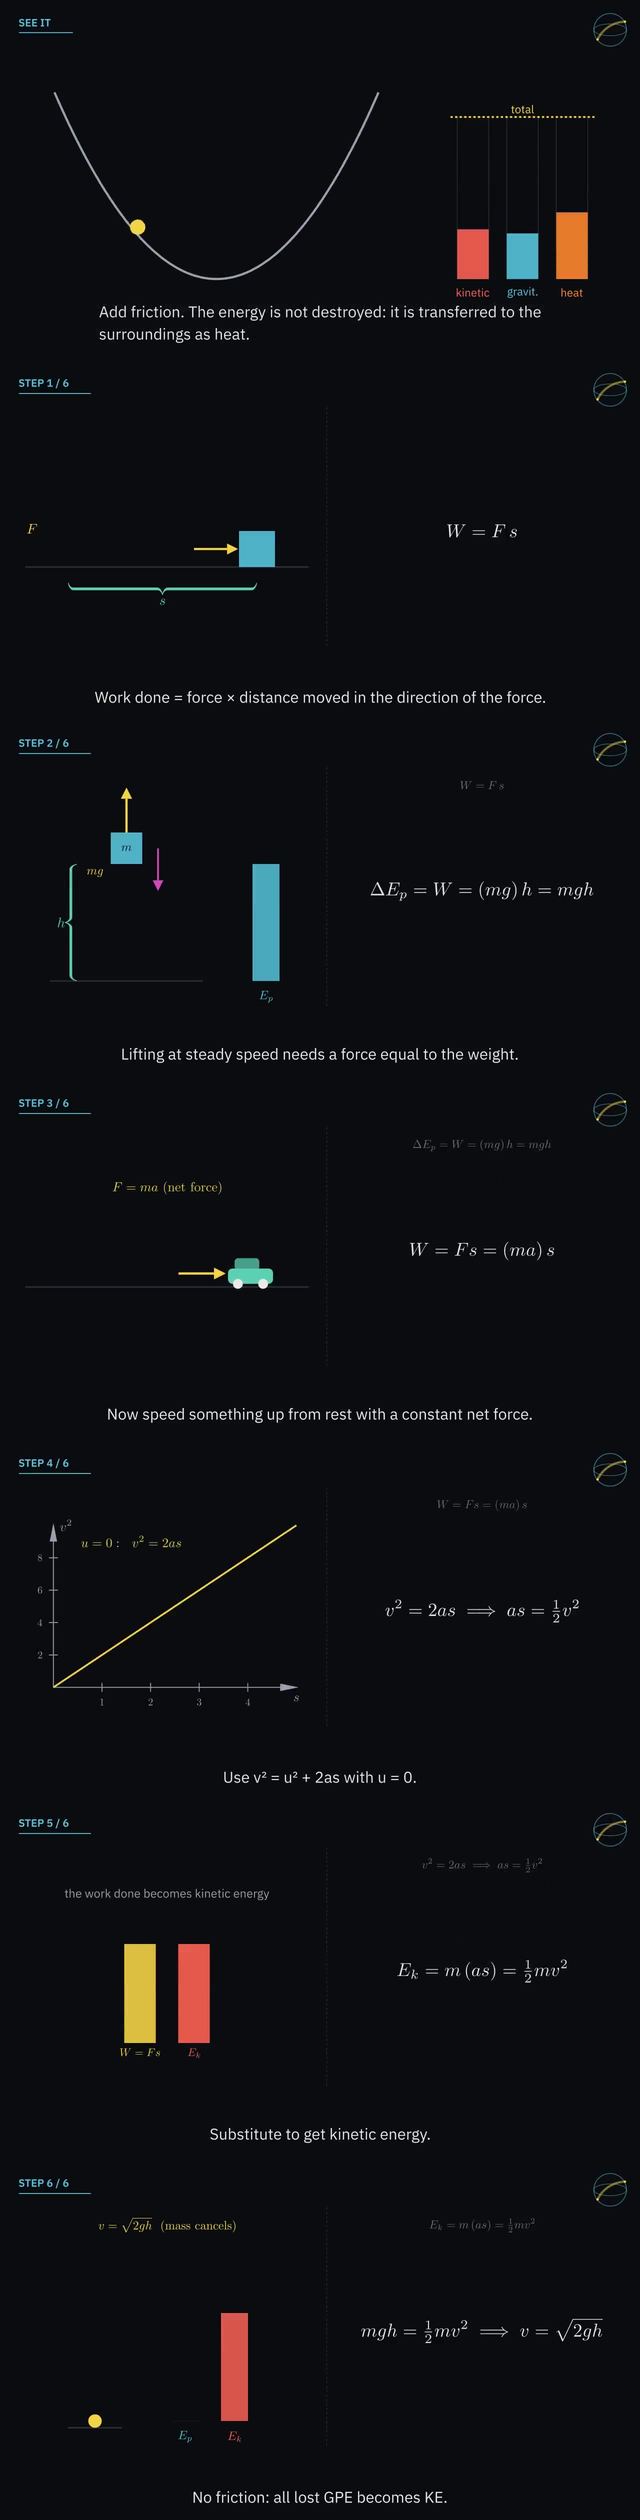 SEE IT
total
kinetic gravit. heat
Add friction. The energy is not destroyed: it is transferred to the
surroundings as heat.
STEP 1 / 6
F
s
W = F s
Work done = force × distance moved in the direction of the force.
STEP 2 / 6
W = F s
m
mg
h
E_p
ΔE_p = W = (mg) h = mgh
Lifting at steady speed needs a force equal to the weight.
STEP 3 / 6
ΔE_p = W = (mg) h = mgh
F = ma (net force)
W = Fs = (ma) s
Now speed something up from rest with a constant net force.
STEP 4 / 6
W = Fs = (ma) s
v²
u = 0 : v² = 2as
8
6
4
2
1 2 3 4
s
v² = 2as ⟹ as = ½v²
Use v² = u² + 2as with u = 0.
STEP 5 / 6
v² = 2as ⟹ as = ½v²
the work done becomes kinetic energy
W = Fs E_k
E_k = m (as) = ½mv²
Substitute to get kinetic energy.
STEP 6 / 6
v = √2gh (mass cancels)
E_k = m (as) = ½mv²
mgh = ½mv² ⟹ v = √2gh
E_p E_k
No friction: all lost GPE becomes KE.